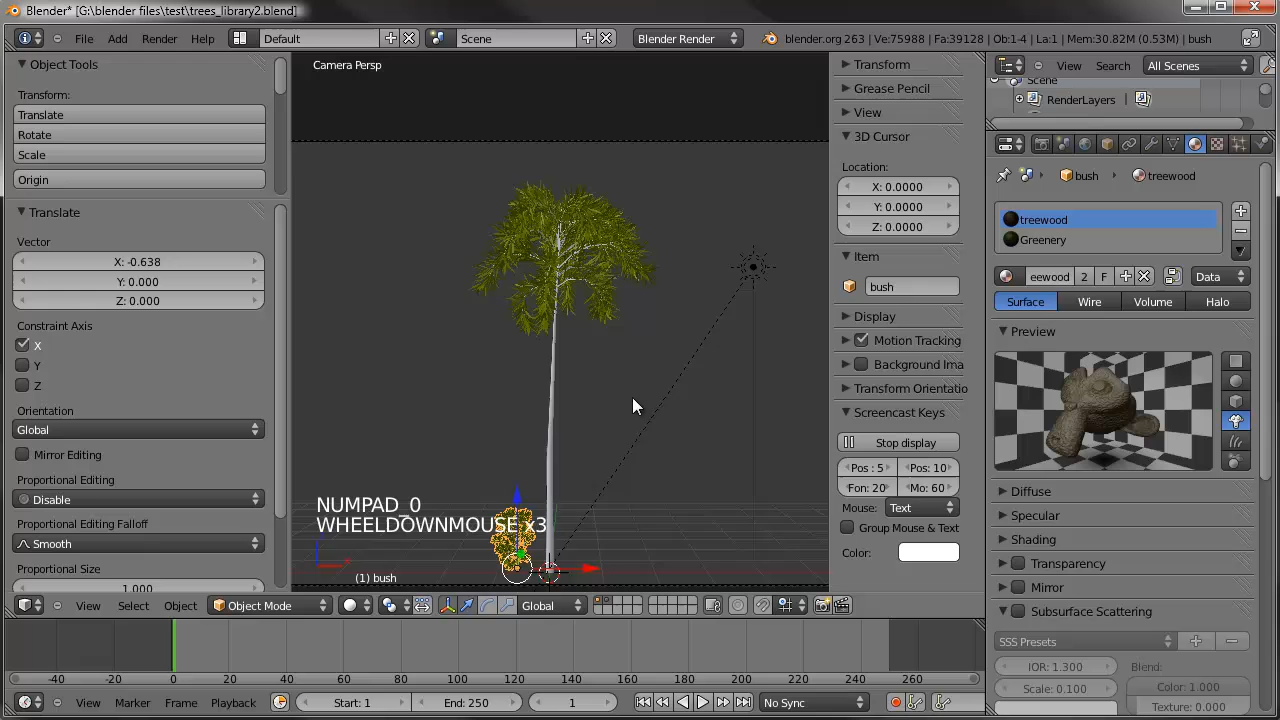 Blender* [G:\blender files\test\trees_library2.blend]
File Add Render Help Default Scene Blender Render blender.org 263 | Ve:75988 | Fa:39128 | Ob:1-4 | La:1 | Mem:30.82M (0.53M) | bush
Object Tools
Transform:
Translate
Rotate
Scale
Origin
Translate
Vector
X: -0.638
Y: 0.000
Z: 0.000
Constraint Axis
X
Y
Z
Orientation
Global
Mirror Editing
Proportional Editing
Disable
Proportional Editing Falloff
Smooth
Proportional Size
1.000
Camera Persp
NUMPAD_0
WHEELDOWNMOUSE x3
(1) bush
View Select Object Object Mode Global
Transform
Grease Pencil
View
3D Cursor
Location:
X: 0.0000
Y: 0.0000
Z: 0.0000
Item
bush
Display
Motion Tracking
Background Ima
Transform Orientatio
Screencast Keys
Stop display
Pos : 5 Pos: 10
Fon: 20 Mo: 60
Mouse: Text
Group Mouse & Text
Color:
View Search All Scenes
Scene
RenderLayers
bush treewood
treewood
Greenery
eewood 2 F Data
Surface Wire Volume Halo
Preview
Diffuse
Specular
Shading
Transparency
Mirror
Subsurface Scattering
SSS Presets
IOR: 1.300 Blend:
Scale: 0.100 Color: 1.000
Texture: 0.000
-40 -20 0 20 40 60 80 100 120 140 160 180 200 220 240 260
View Marker Frame Playback Start: 1 End: 250 1 No Sync